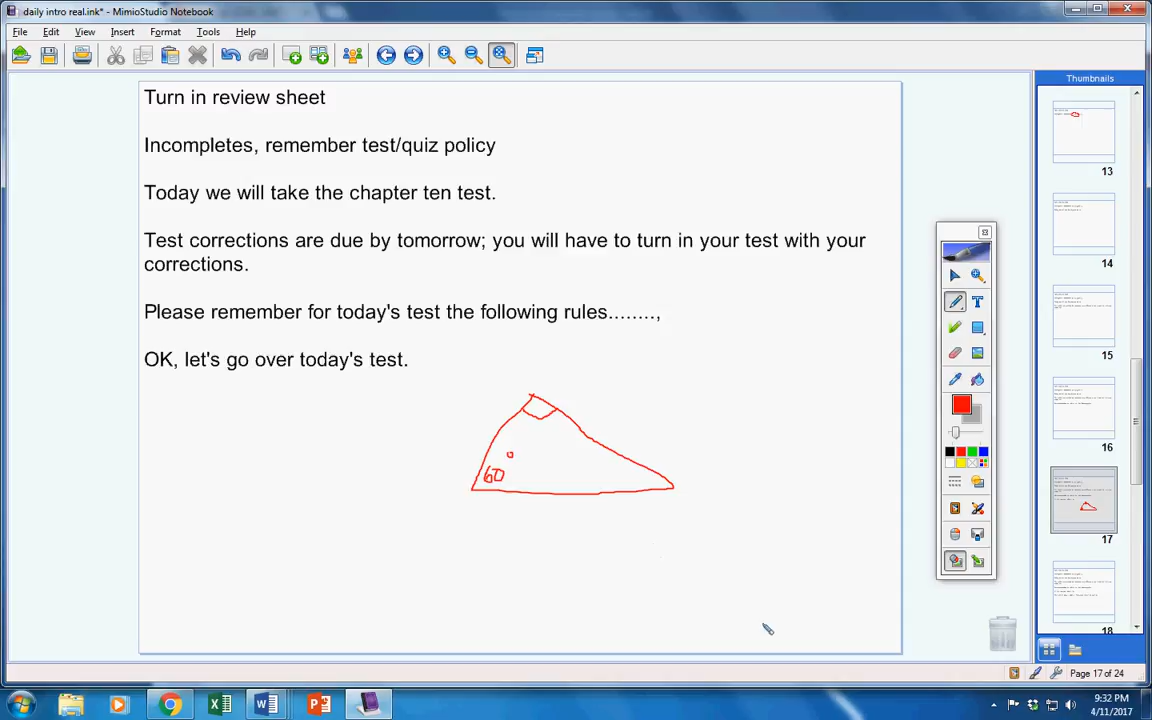 daily intro real.ink* - MimioStudio Notebook
File Edit View Insert Format Tools Help
Turn in review sheet
Incompletes, remember test/quiz policy
Today we will take the chapter ten test.
Test corrections are due by tomorrow; you will have to turn in your test with your
corrections.
Please remember for today's test the following rules........,
OK, let's go over today's test.
60°
Thumbnails
13
14
15
16
17
18
T
Page 17 of 24
9:32 PM
4/11/2017